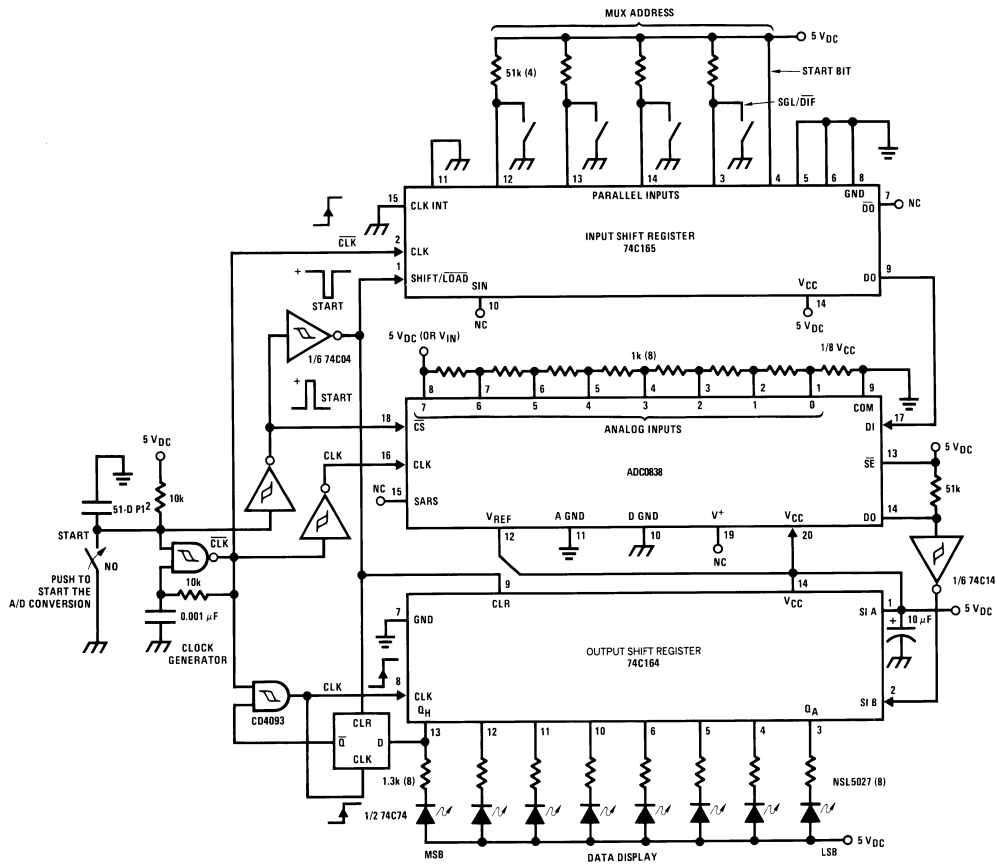 MUX ADDRESS
5 VDC
51k (4)
START BIT
SGL/DIF
11
12
13
14
3
4
5
6
8
PARALLEL INPUTS
GND
15
CLK INT
7
DO
NC
INPUT SHIFT REGISTER
74C165
CLK
2
CLK
1
SHIFT/LOAD
9
DO
SIN
VCC
+
START
10
NC
14
5 VDC
1/6 74C04
5 VDC (OR VIN)
1k (8)
1/8 VCC
START
8
7
6
5
4
3
2
1
9
7
6
5
4
3
2
1
0
COM
ANALOG INPUTS
18
CS
17
DI
CLK
16
CLK
ADC0838
5 VDC
13
SE
5 VDC
NC
15
SARS
51k
14
DO
51-D P1²
10k
VREF
A GND
D GND
V+
VCC
12
11
10
19
NC
20
START
CLK
NO
PUSH TO
START THE
A/D CONVERSION
10k
0.001 µF
CLOCK
GENERATOR
1/6 74C14
9
CLR
14
VCC
7
GND
1
SI A
5 VDC
+
10 µF
OUTPUT SHIFT REGISTER
74C164
CLK
8
CLK
2
SI B
QH
QA
CD4093
CLR
Q
D
CLK
13
12
11
10
6
5
4
3
1.3k (8)
NSL5027 (8)
1/2 74C74
MSB
DATA DISPLAY
LSB
5 VDC